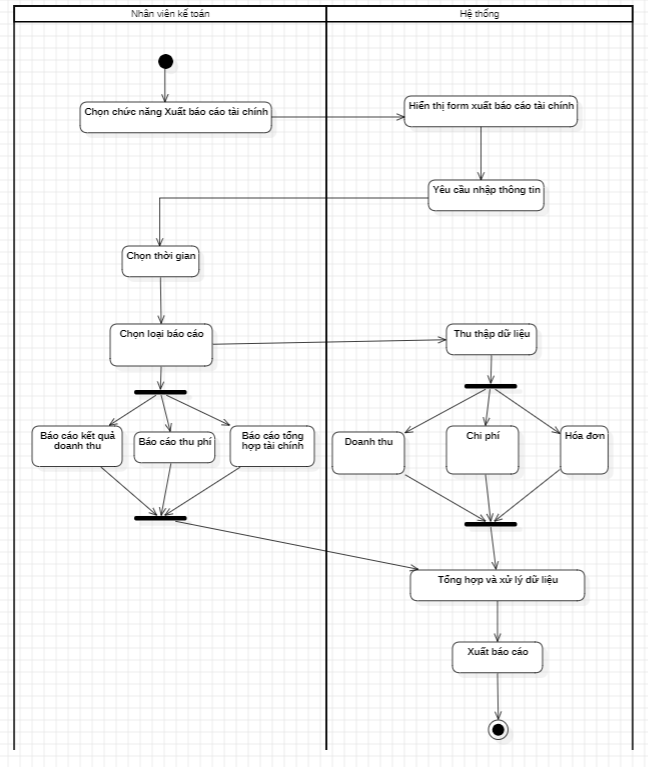 Nhân viên kế toán
Hệ thống
Chọn chức năng Xuất báo cáo tài chính
Hiển thị form xuất báo cáo tài chính
Yêu cầu nhập thông tin
Chọn thời gian
Chọn loại báo cáo
Thu thập dữ liệu
Báo cáo kết quả
doanh thu
Báo cáo thu phí
Báo cáo tổng
hợp tài chính
Doanh thu
Chi phí
Hóa đơn
Tổng hợp và xử lý dữ liệu
Xuất báo cáo